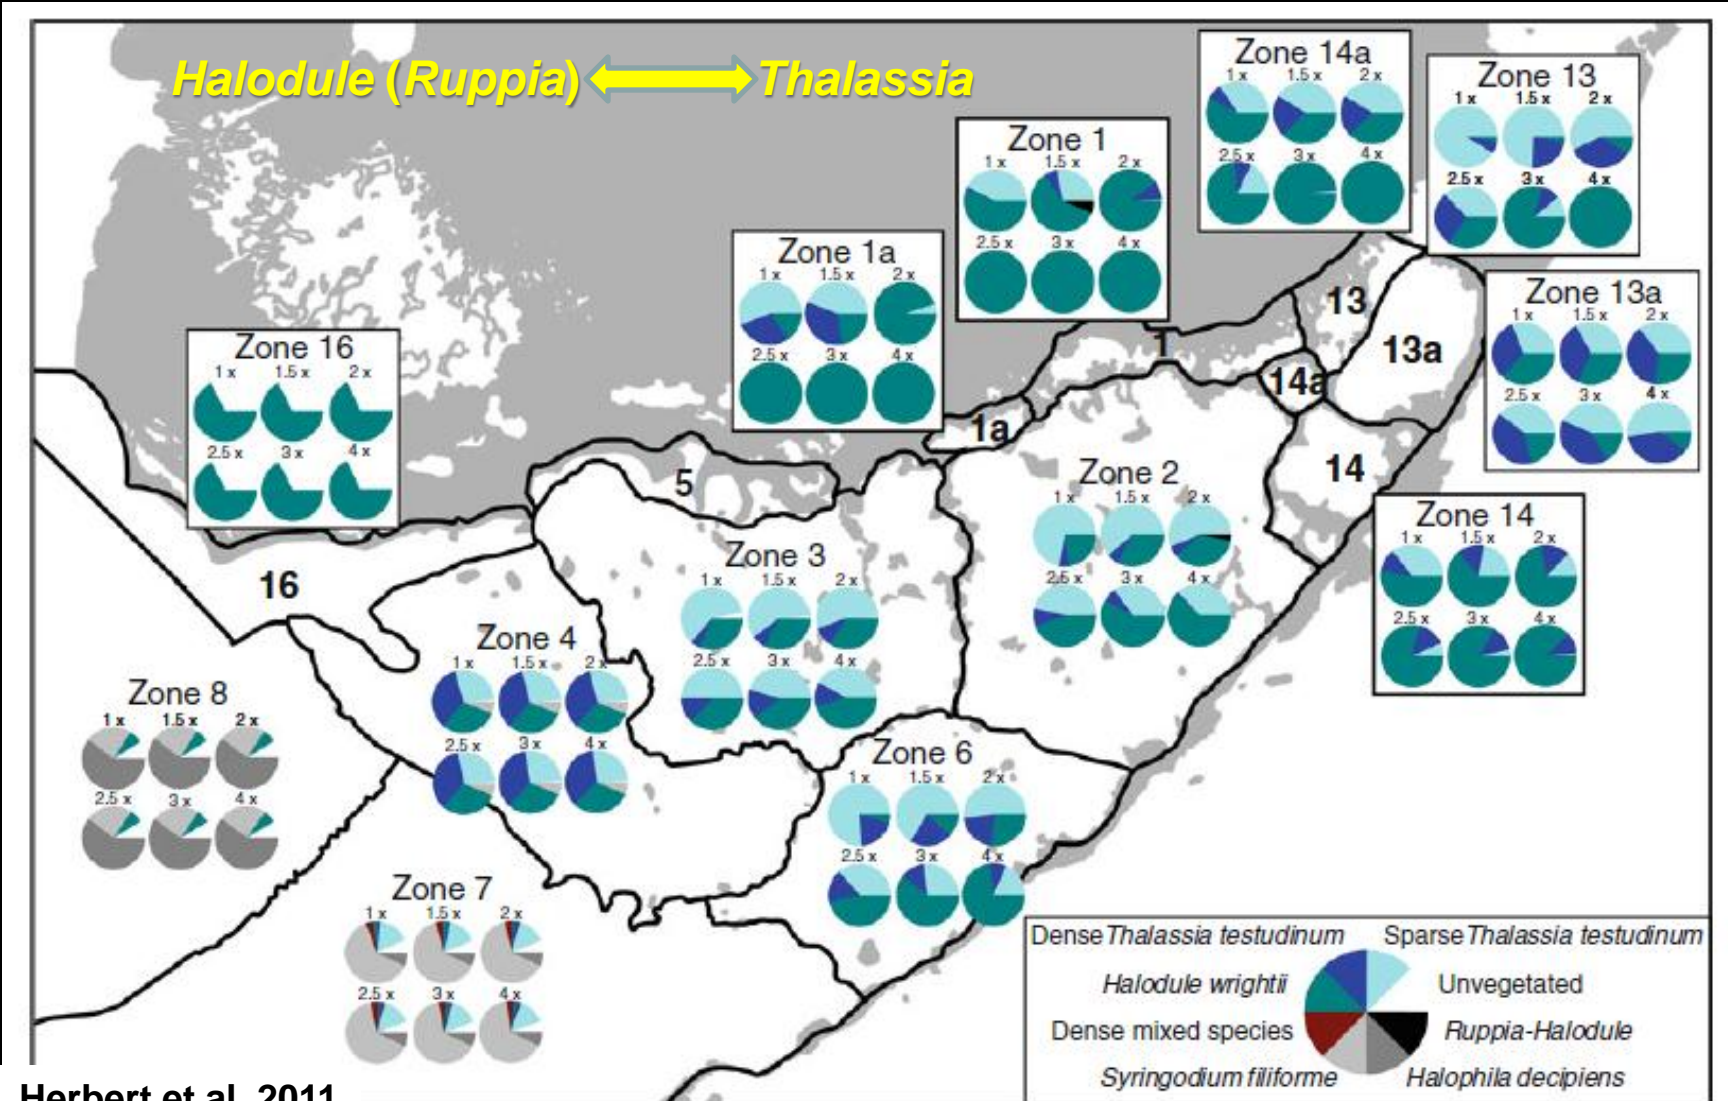 Halodule (Ruppia) Thalassia
Zone 14a
1 x 1.5 x 2 x
2.5 x 3 x 4 x
Zone 13
1 x 1.5 x 2 x
2.5 x 3 x 4 x
Zone 1
1 x 1.5 x 2 x
2.5 x 3 x 4 x
Zone 1a
1 x 1.5 x 2 x
2.5 x 3 x 4 x
Zone 13a
1 x 1.5 x 2 x
2.5 x 3 x 4 x
Zone 16
1 x 1.5 x 2 x
2.5 x 3 x 4 x
13
13a
1
14a
1a
5
14
16
Zone 2
1 x 1.5 x 2 x
2.5 x 3 x 4 x
Zone 14
1 x 1.5 x 2 x
2.5 x 3 x 4 x
Zone 3
1 x 1.5 x 2 x
2.5 x 3 x 4 x
Zone 4
1 x 1.5 x 2 x
2.5 x 3 x 4 x
Zone 8
1 x 1.5 x 2 x
2.5 x 3 x 4 x
Zone 6
1 x 1.5 x 2 x
2.5 x 3 x 4 x
Zone 7
1 x 1.5 x 2 x
2.5 x 3 x 4 x
Dense Thalassia testudinum Sparse Thalassia testudinum
Halodule wrightii Unvegetated
Dense mixed species Ruppia-Halodule
Syringodium filiforme Halophila decipiens
Herbert et al. 2011